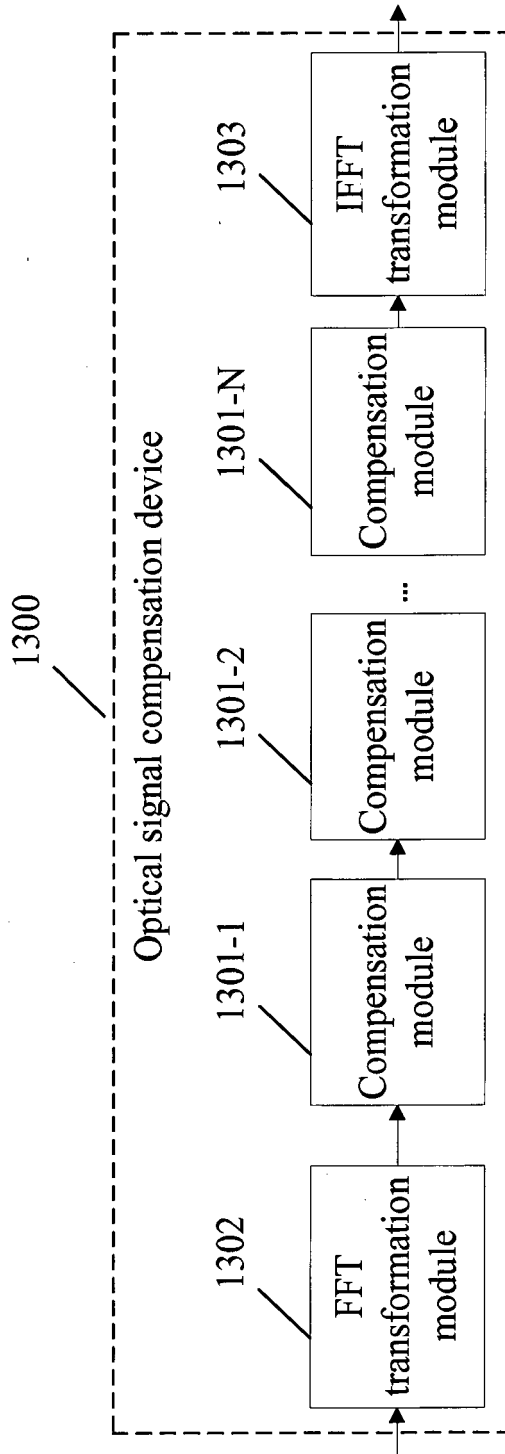 1300
Optical signal compensation device
1302
FFT
transformation
module
1301-1
Compensation
module
1301-2
Compensation
module
...
1301-N
Compensation
module
1303
IFFT
transformation
module